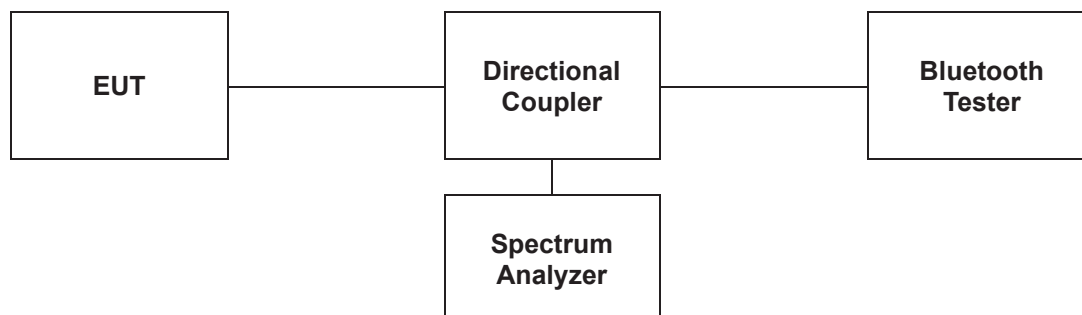 EUT
Directional
Coupler
Bluetooth
Tester
Spectrum
Analyzer